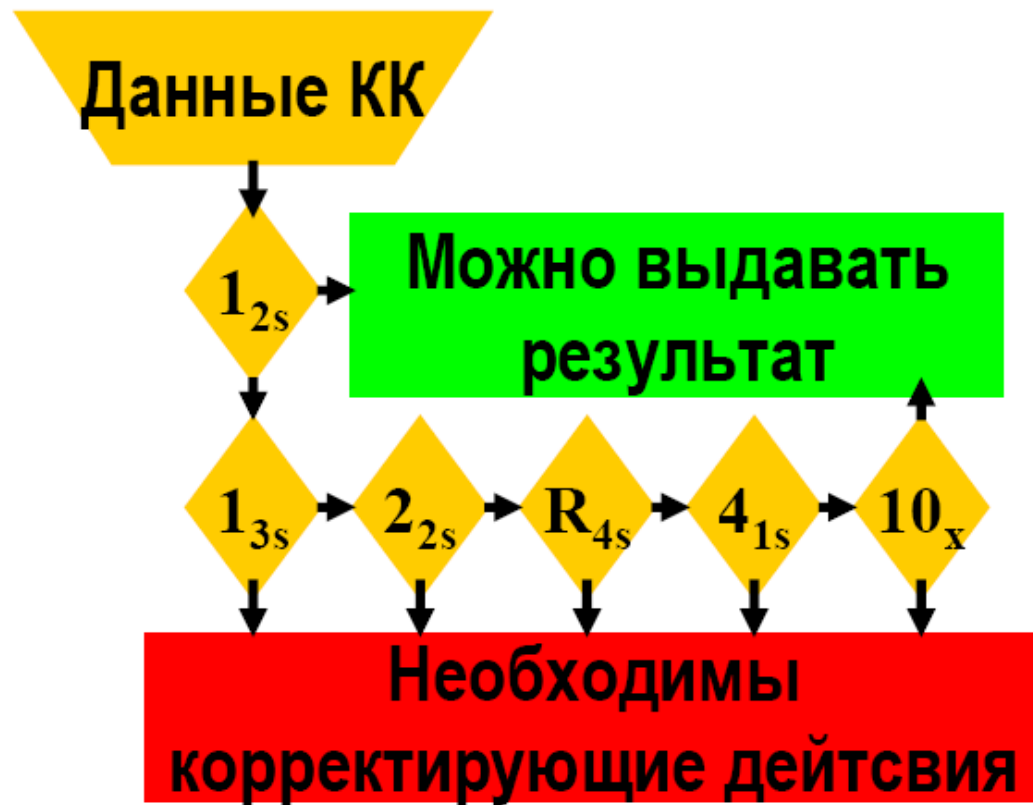 Данные КК
1₂ₛ
Можно выдавать
результат
1₃ₛ 2₂ₛ R₄ₛ 4₁ₛ 10ₓ
Необходимы
корректирующие дейтсвия